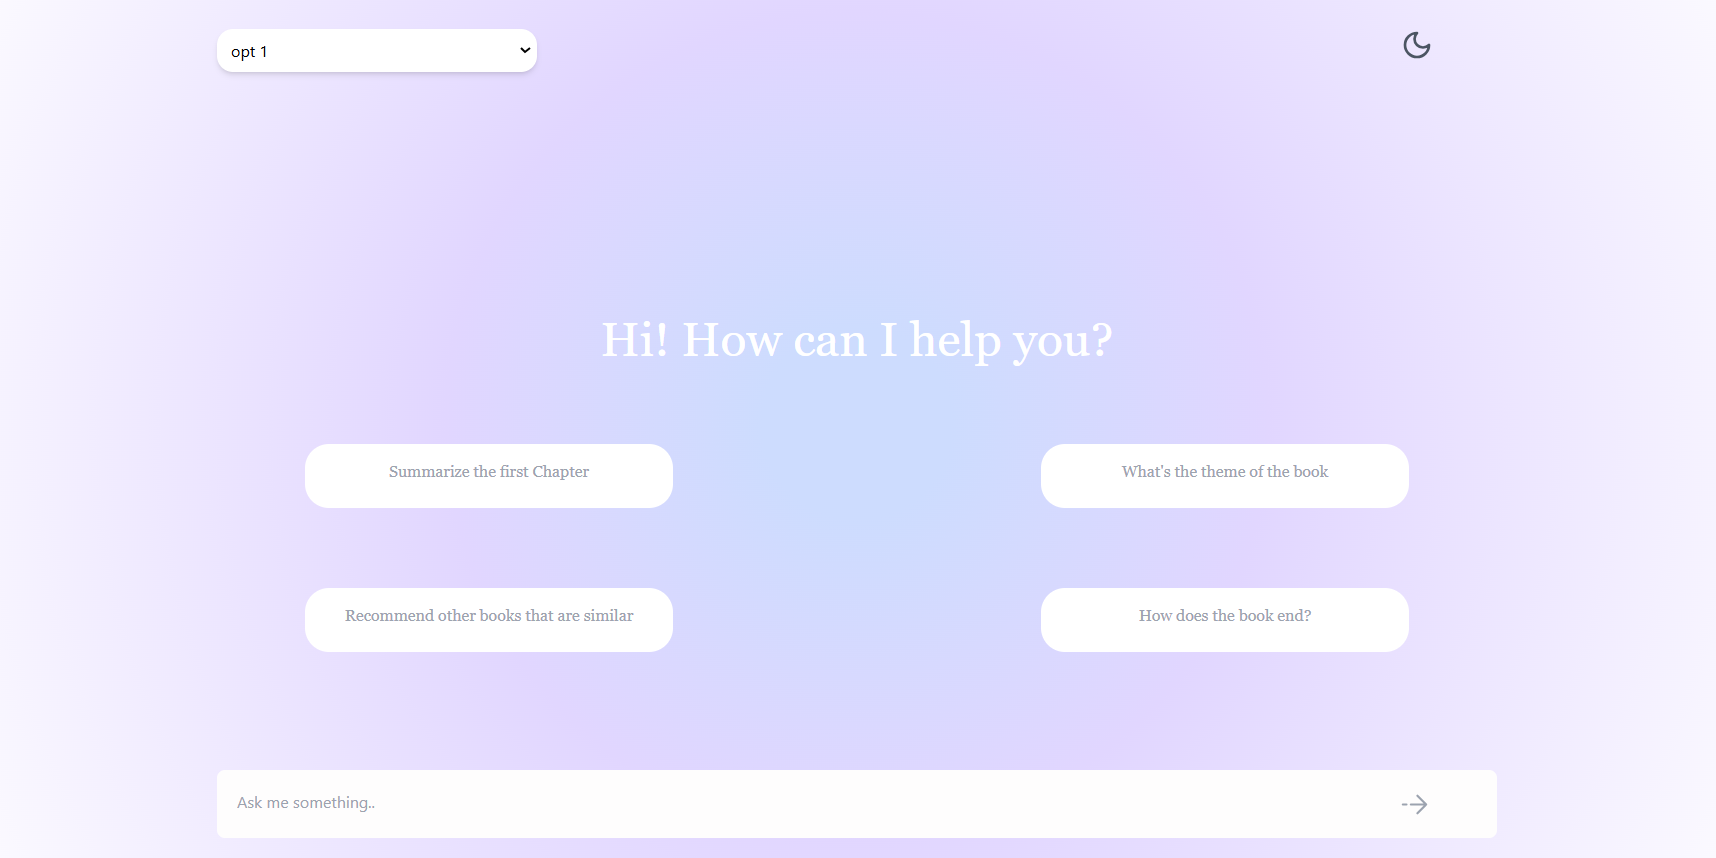 opt 1
Hi! How can I help you?
Summarize the first Chapter
What's the theme of the book
Recommend other books that are similar
How does the book end?
Ask me something..